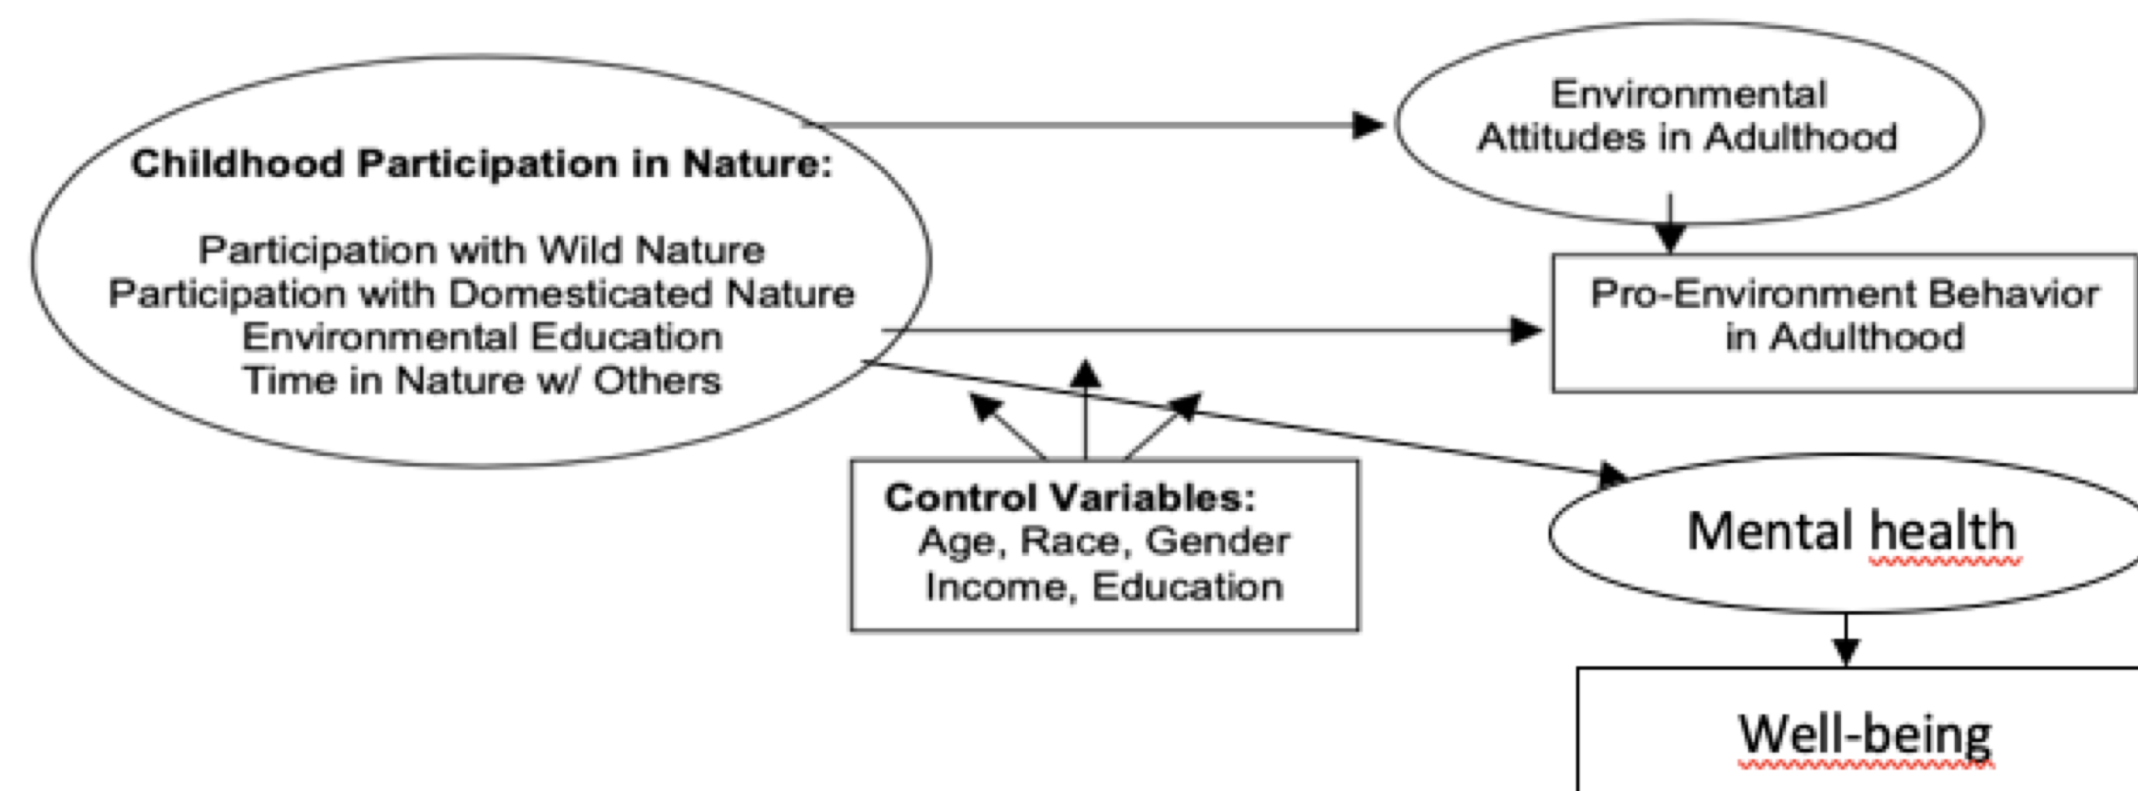 Childhood Participation in Nature:
Participation with Wild Nature
Participation with Domesticated Nature
Environmental Education
Time in Nature w/ Others
Environmental
Attitudes in Adulthood
Pro-Environment Behavior
in Adulthood
Control Variables:
Age, Race, Gender
Income, Education
Mental health
Well-being